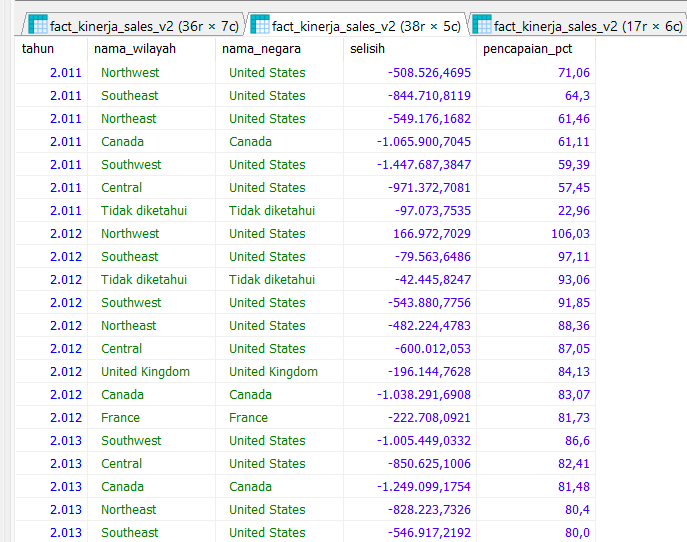 fact_kinerja_sales_v2 (36r × 7c) fact_kinerja_sales_v2 (38r × 5c) fact_kinerja_sales_v2 (17r × 6c)
tahun nama_wilayah nama_negara selisih pencapaian_pct
2.011 Northwest United States -508.526,4695 71,06
2.011 Southeast United States -844.710,8119 64,3
2.011 Northeast United States -549.176,1682 61,46
2.011 Canada Canada -1.065.900,7045 61,11
2.011 Southwest United States -1.447.687,3847 59,39
2.011 Central United States -971.372,7081 57,45
2.011 Tidak diketahui Tidak diketahui -97.073,7535 22,96
2.012 Northwest United States 166.972,7029 106,03
2.012 Southeast United States -79.563,6486 97,11
2.012 Tidak diketahui Tidak diketahui -42.445,8247 93,06
2.012 Southwest United States -543.880,7756 91,85
2.012 Northeast United States -482.224,4783 88,36
2.012 Central United States -600.012,053 87,05
2.012 United Kingdom United Kingdom -196.144,7628 84,13
2.012 Canada Canada -1.038.291,6908 83,07
2.012 France France -222.708,0921 81,73
2.013 Southwest United States -1.005.449,0332 86,6
2.013 Central United States -850.625,1006 82,41
2.013 Canada Canada -1.249.099,1754 81,48
2.013 Northeast United States -828.223,7326 80,4
2.013 Southeast United States -546.917,2192 80,0